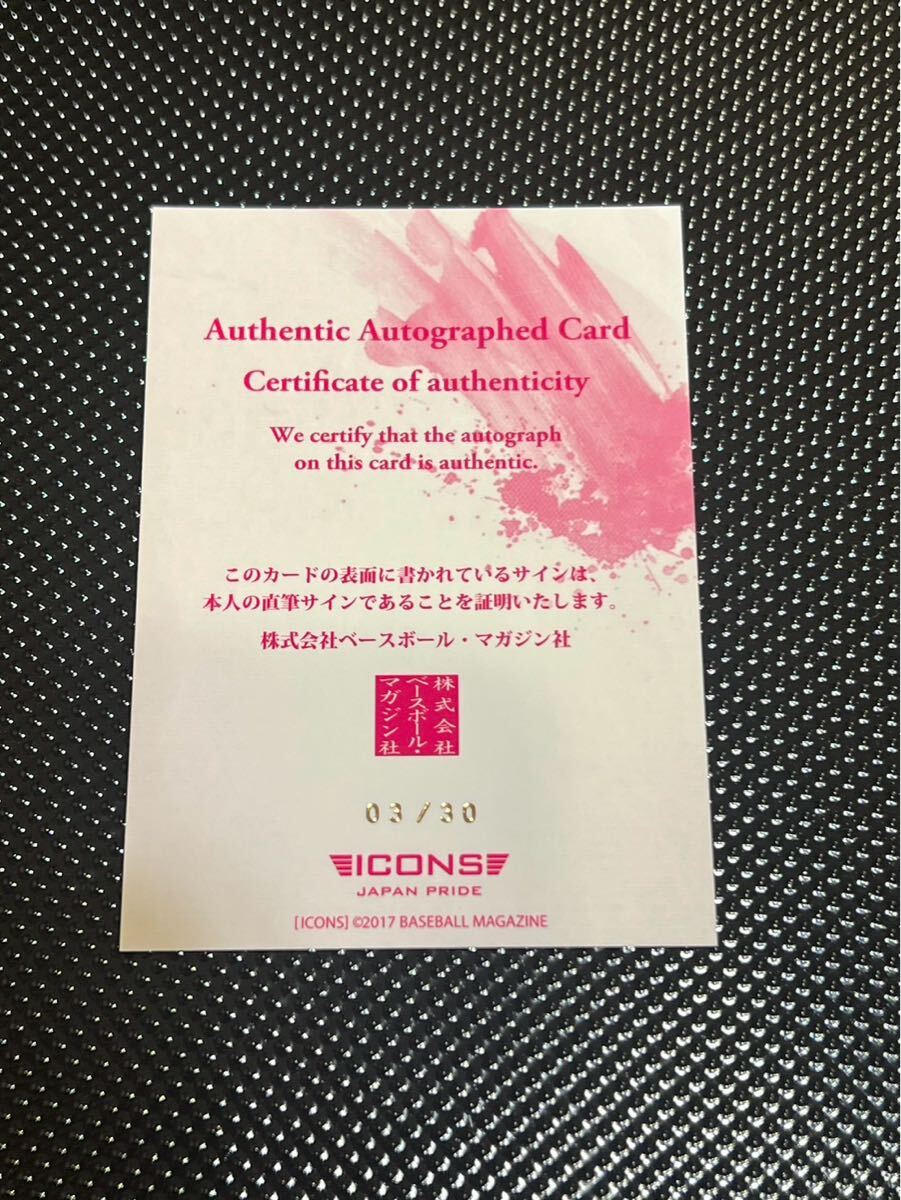 Authentic Autographed Card
Certificate of authenticity
We certify that the autograph
on this card is authentic.
このカードの表面に書かれているサインは、
本人の直筆サインであることを証明いたします。
株式会社ベースボール・マガジン社
株式会社
ベースボール・
マガジン社
03/30
ICONS
JAPAN PRIDE
[ICONS] ©2017 BASEBALL MAGAZINE